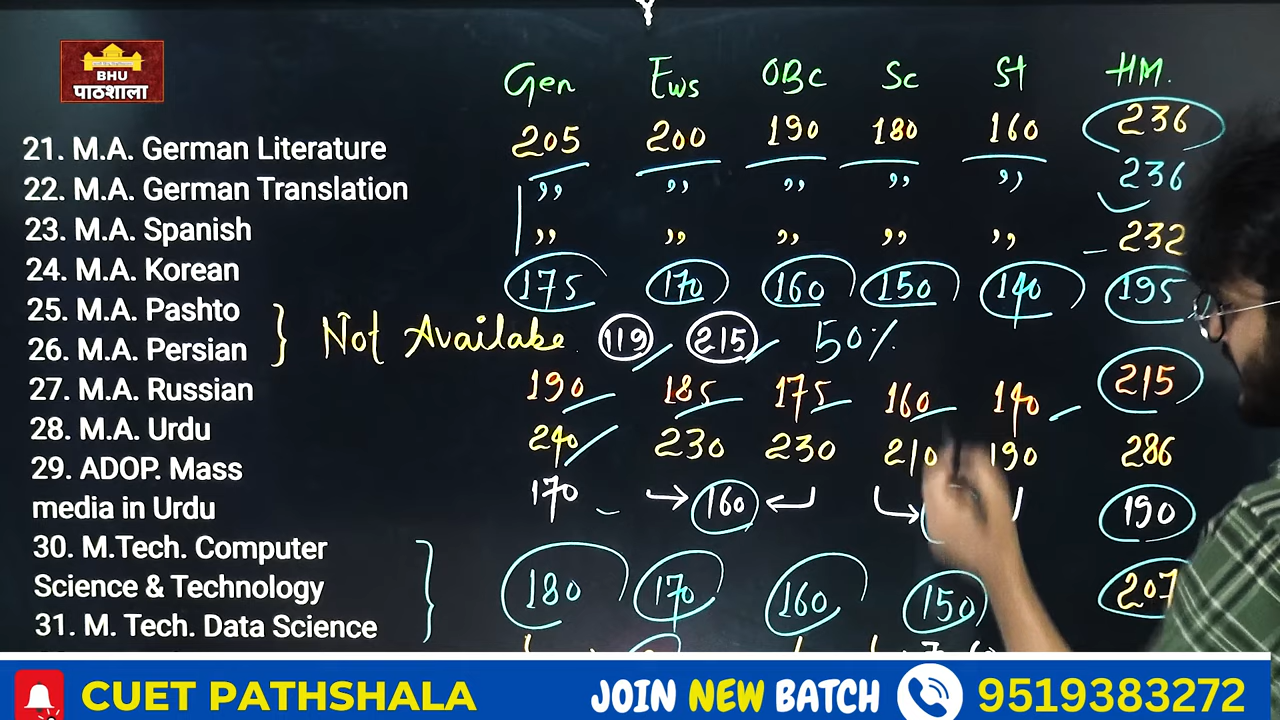 BHU
पाठशाला
Gen Ews OBC Sc St HM.
21. M.A. German Literature 205 200 190 180 160 236
22. M.A. German Translation ,, ,, ,, ,, ,, 236
23. M.A. Spanish ,, ,, ,, ,, ,, 232
24. M.A. Korean 175 170 160 150 140 195
25. M.A. Pashto
26. M.A. Persian } Not Availabe. 119 215 50%
27. M.A. Russian 190 185 175 160 140 215
28. M.A. Urdu 240 230 230 210 190 286
29. ADOP. Mass
media in Urdu 170 → 160 ← 190
30. M.Tech. Computer
Science & Technology 180 170 160 150 207
31. M. Tech. Data Science
CUET PATHSHALA JOIN NEW BATCH 9519383272